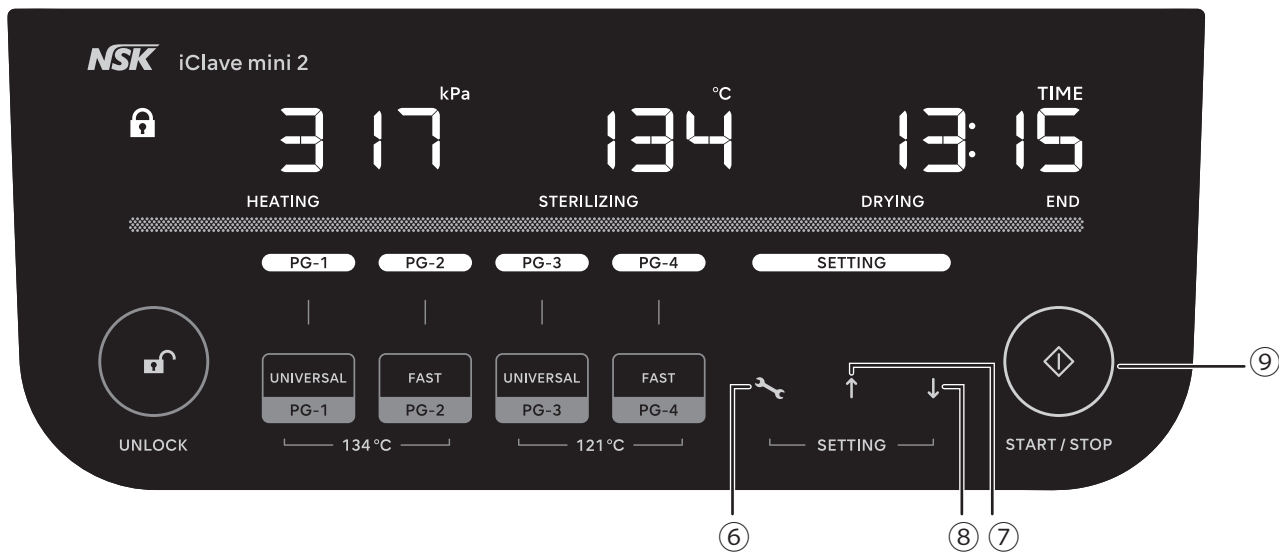 NSK iClave mini 2
kPa °C TIME
317 134 13:15
HEATING STERILIZING DRYING END
PG-1 PG-2 PG-3 PG-4 SETTING
UNIVERSAL FAST UNIVERSAL FAST
PG-1 PG-2 PG-3 PG-4
UNLOCK 134°C 121°C SETTING START / STOP
⑨
⑥ ⑧ ⑦